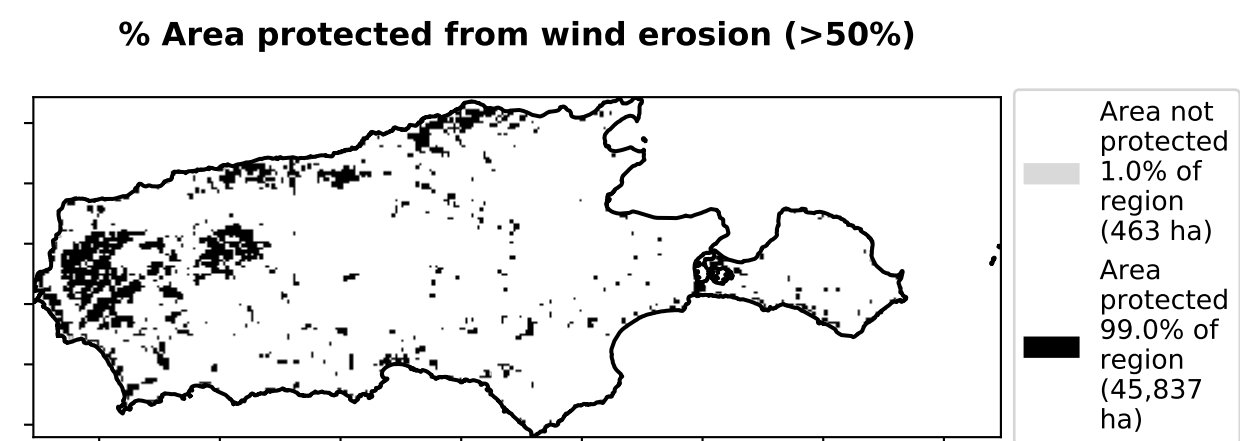 % Area protected from wind erosion (>50%)
Area not
protected
1.0% of
region
(463 ha)
Area
protected
99.0% of
region
(45,837
ha)